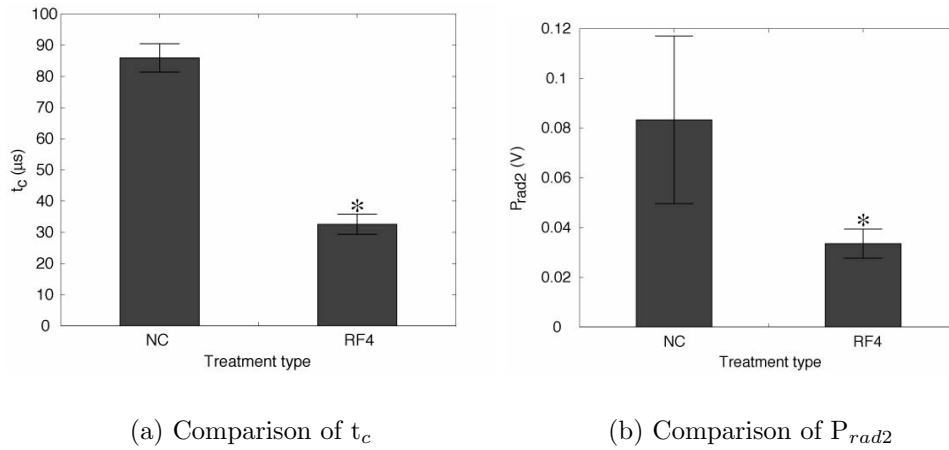 100
90
80
70
60
50
40
30
20
10
0
t_c (μs)
*
NC RF4
Treatment type
(a) Comparison of t_c
0.12
0.1
0.08
0.06
0.04
0.02
0
P_rad2 (V)
*
NC RF4
Treatment type
(b) Comparison of P_rad2